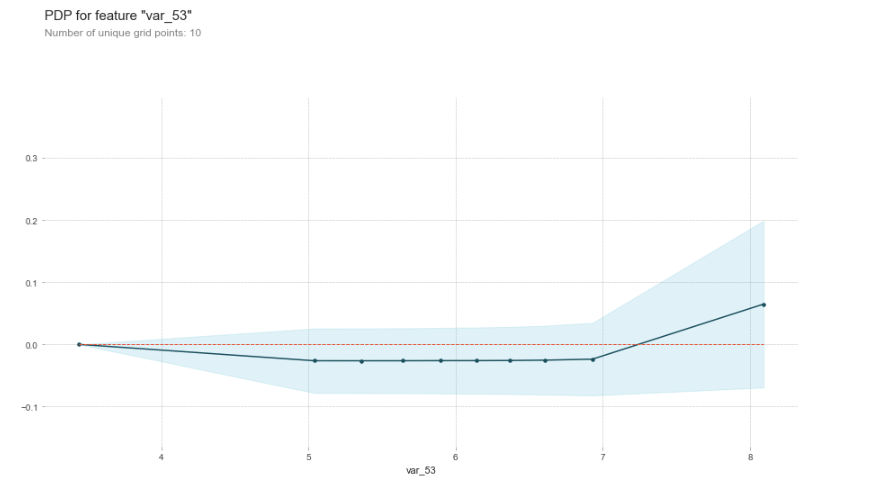 PDP for feature "var_53"
Number of unique grid points: 10
0.3
0.2
0.1
0.0
−0.1
4 5 6 7 8
var_53